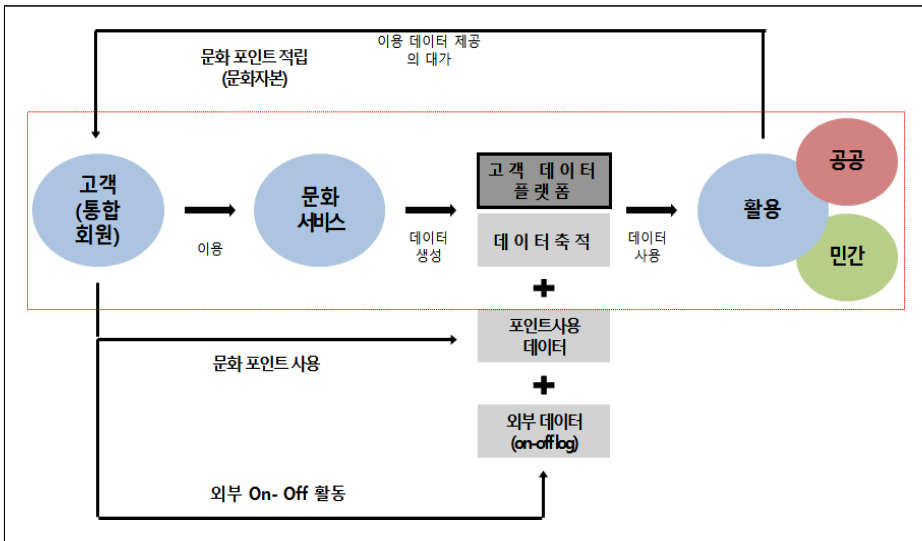 이용 데이터 제공
의 대가
문화 포인트 적립
(문화자본)
고객
(통합
회원)
이용
문화
서비스
데이터
생성
고객 데이터
플랫폼
데이터축적
데이터
사용
활용
공공
민간
포인트사용
데이터
문화 포인트 사용
외부 데이터
(on-off log)
외부 On- Off 활동